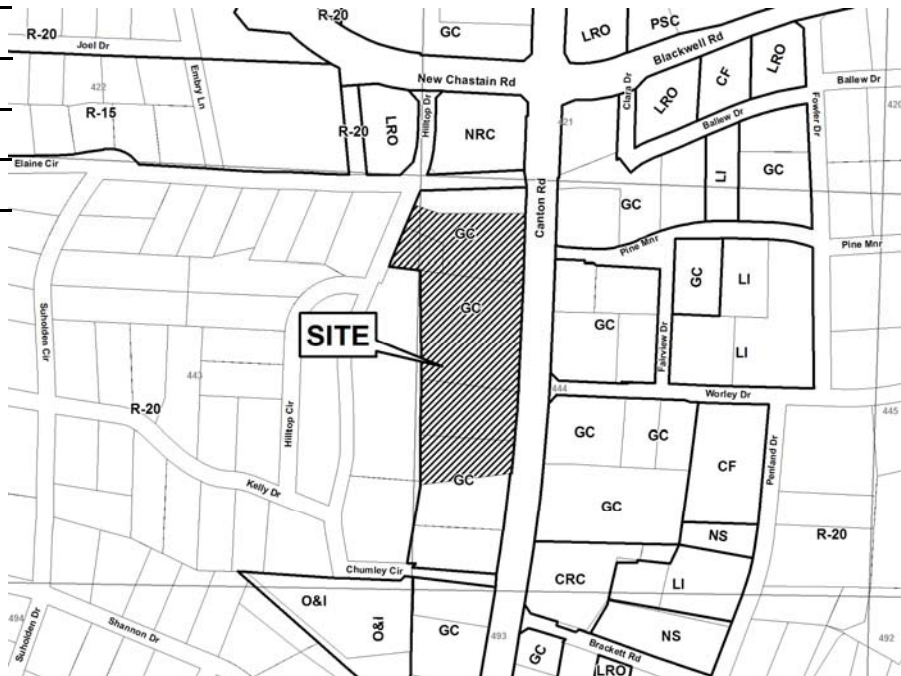 R-20
GC
LRO
PSC
R-20
Joel Dr
Blackwell Rd
LRO
CF
LRO
Embry Ln
New Chastain Rd
Clara Dr
Ballew Dr
422
R-15
R-20
LRO
Hilltop Dr
NRC
421
Ballew Dr
Fowler Dr
420
Elaine Cir
LI
GC
Canton Rd
GC
GC
Pine Mnr
Pine Mnr
GC
LI
GC
SITE
GC
Fairview Dr
LI
Suholden Cir
443
444
Worley Dr
445
R-20
Hilltop Cir
GC
GC
CF
Penland Dr
Kelly Dr
GC
GC
NS
R-20
Chumley Cir
CRC
LI
O&I
O&I
GC
493
NS
494
Suholden Dr
Shannon Dr
Brackett Rd
492
GC
LRO